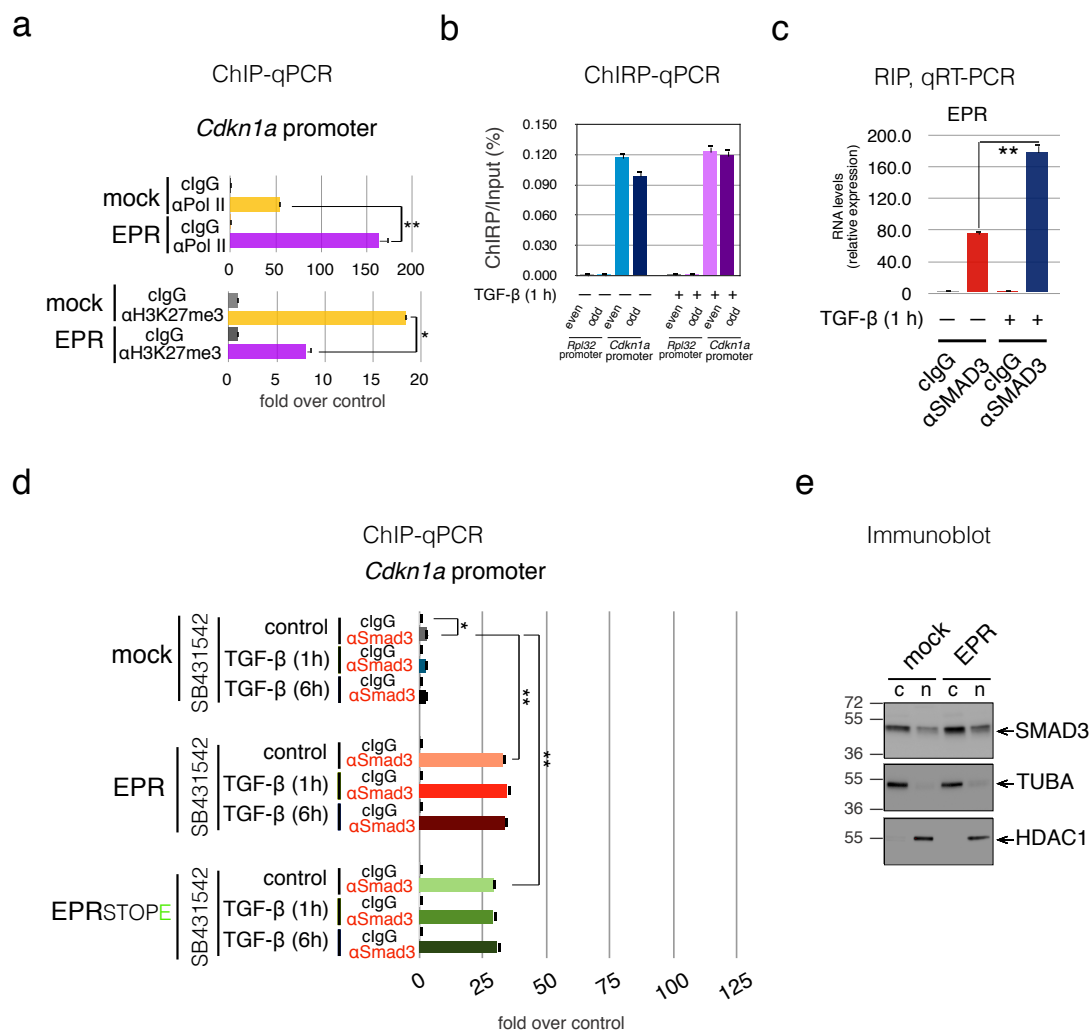 a
ChIP-qPCR
Cdkn1a promoter
mock
cIgG
αPol II
EPR
cIgG
αPol II
**
0 50 100 150 200
mock
cIgG
αH3K27me3
EPR
cIgG
αH3K27me3
*
0 5 10 15 20
fold over control
b
ChIRP-qPCR
ChIRP/Input (%)
0.150
0.120
0.090
0.060
0.030
0.000
TGF-β (1 h) — — — — + + + +
even odd even odd even odd even odd
Rpl32 promoter Cdkn1a promoter Rpl32 promoter Cdkn1a promoter
c
RIP, qRT-PCR
EPR
RNA levels
(relative expression)
200.0
160.0
120.0
80.0
40.0
0
**
TGF-β (1 h) — — + +
cIgG αSMAD3 cIgG αSMAD3
d
ChIP-qPCR
Cdkn1a promoter
mock
SB431542
control
cIgG
αSmad3
TGF-β (1h)
cIgG
αSmad3
TGF-β (6h)
cIgG
αSmad3
*
**
**
EPR
SB431542
control
cIgG
αSmad3
TGF-β (1h)
cIgG
αSmad3
TGF-β (6h)
cIgG
αSmad3
EPRSTOPE
SB431542
control
cIgG
αSmad3
TGF-β (1h)
cIgG
αSmad3
TGF-β (6h)
cIgG
αSmad3
0 25 50 75 100 125
fold over control
e
Immunoblot
mock EPR
c n c n
72
55
36
SMAD3
55
36
TUBA
55
HDAC1